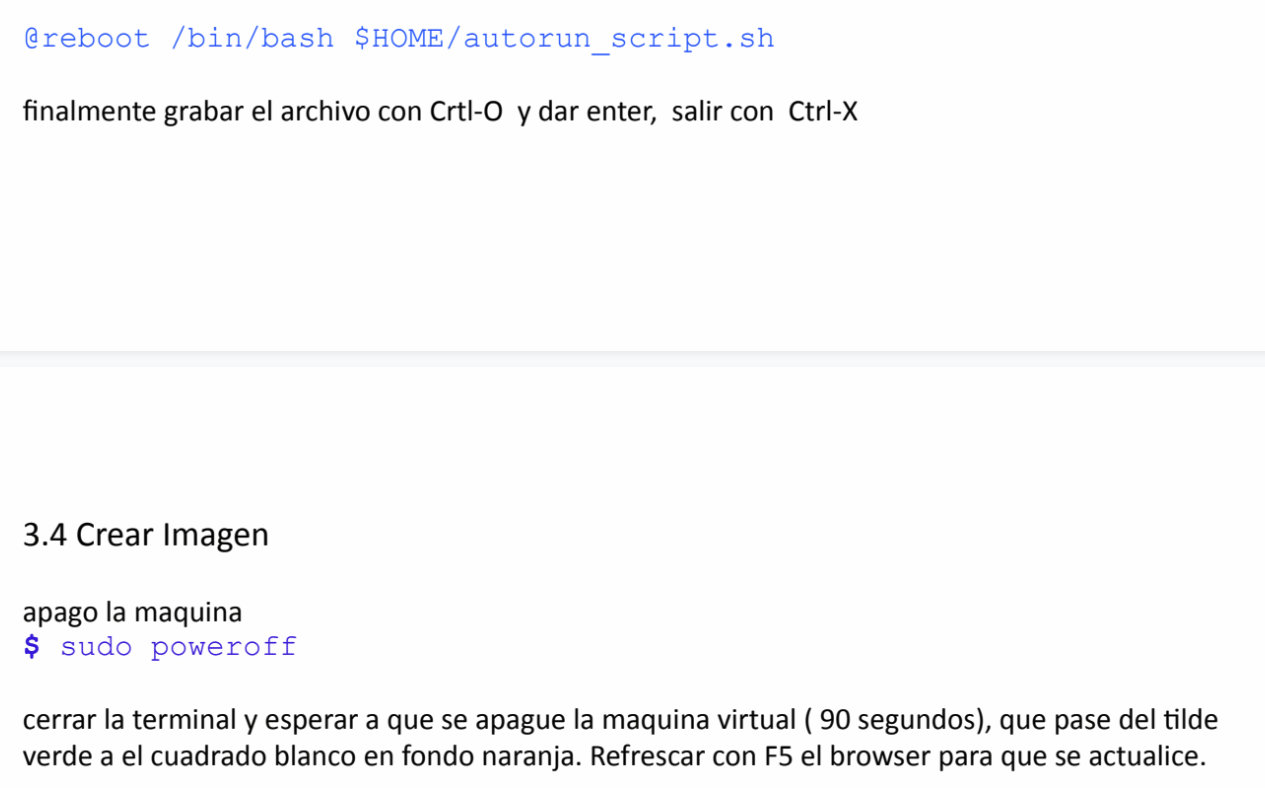 @reboot /bin/bash $HOME/autorun_script.sh
finalmente grabar el archivo con Crtl-O  y dar enter,  salir con  Ctrl-X
3.4 Crear Imagen
apago la maquina
$ sudo poweroff
cerrar la terminal y esperar a que se apague la maquina virtual ( 90 segundos), que pase del tilde
verde a el cuadrado blanco en fondo naranja. Refrescar con F5 el browser para que se actualice.